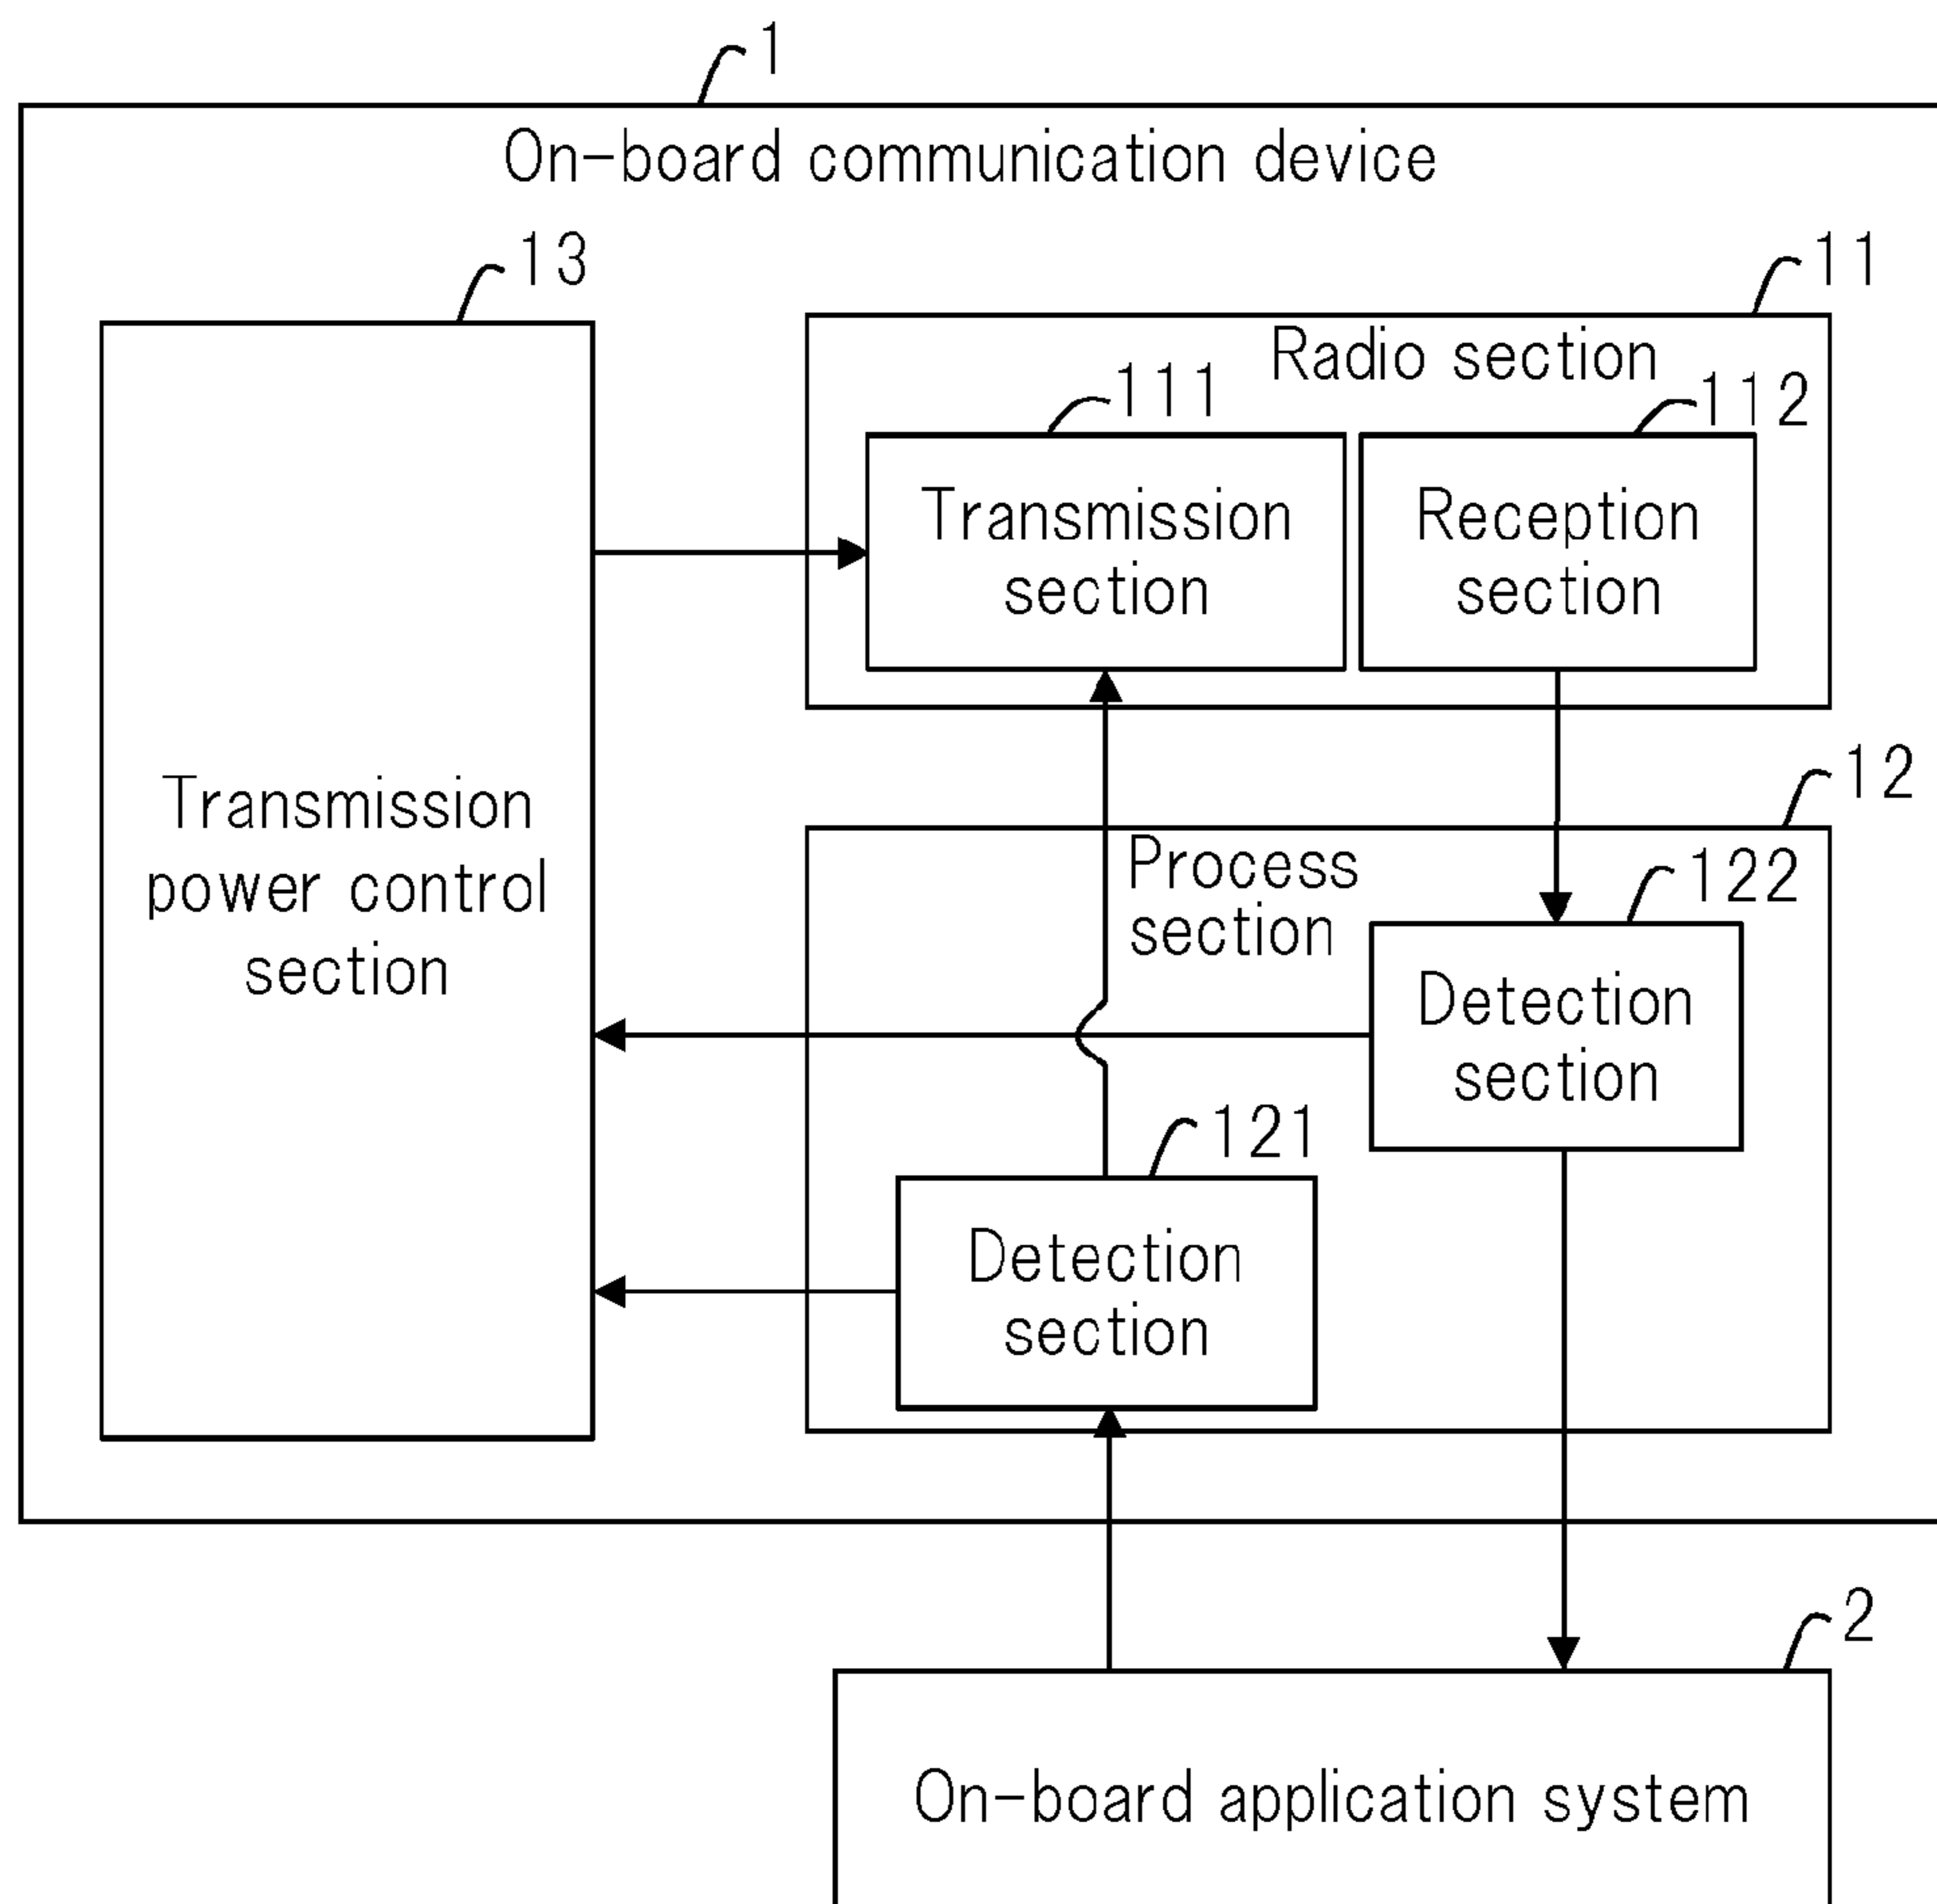 1
On-board communication device
13
11
Radio section
111
112
Transmission
section
Reception
section
12
Transmission
power control
section
Process
section
122
Detection
section
121
Detection
section
2
On-board application system